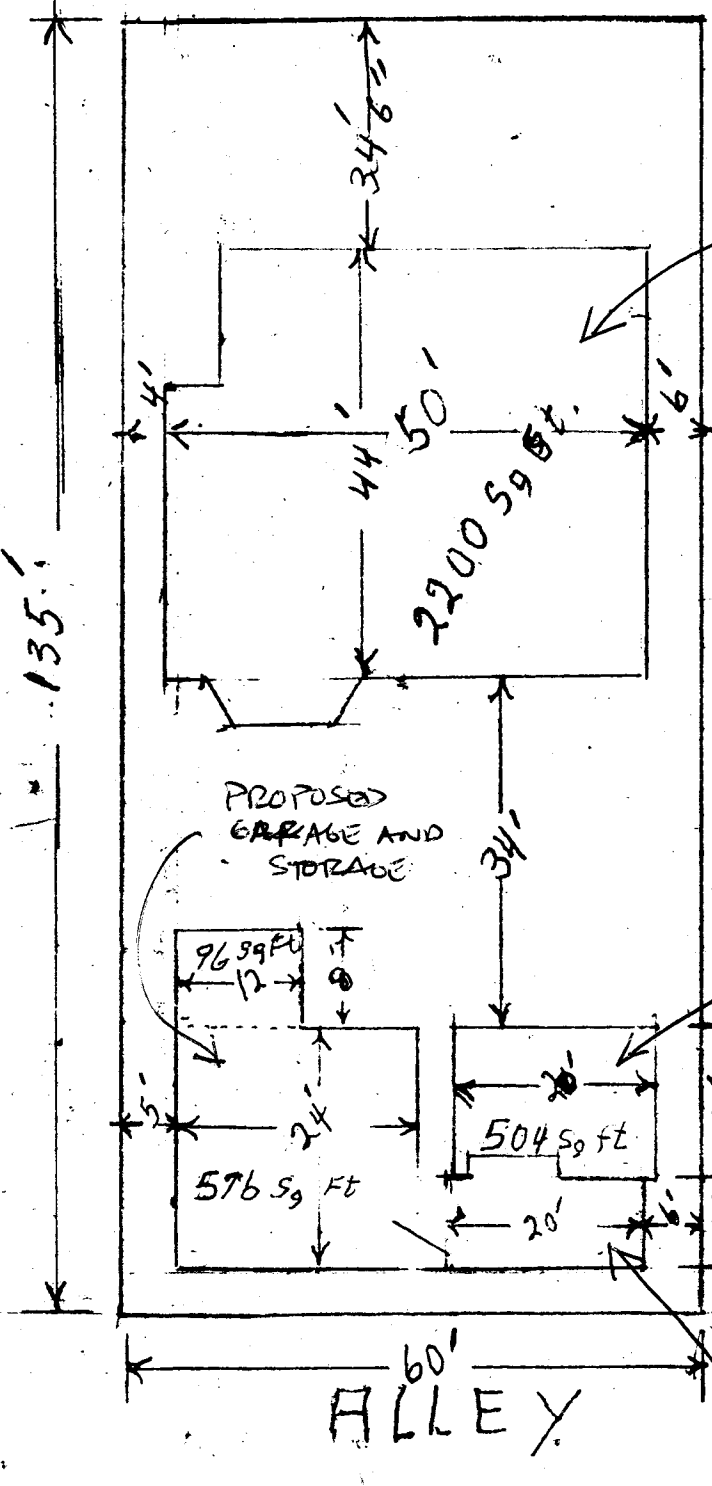 34'6"
4'
50'
6'
44'
2200 Sq Ft.
135'
PROPOSED
GARAGE AND
STORAGE
34'
96 Sq Ft
12
8
5'
24'
504 Sq ft
576 Sq Ft
20'
6'
60'
ALLEY